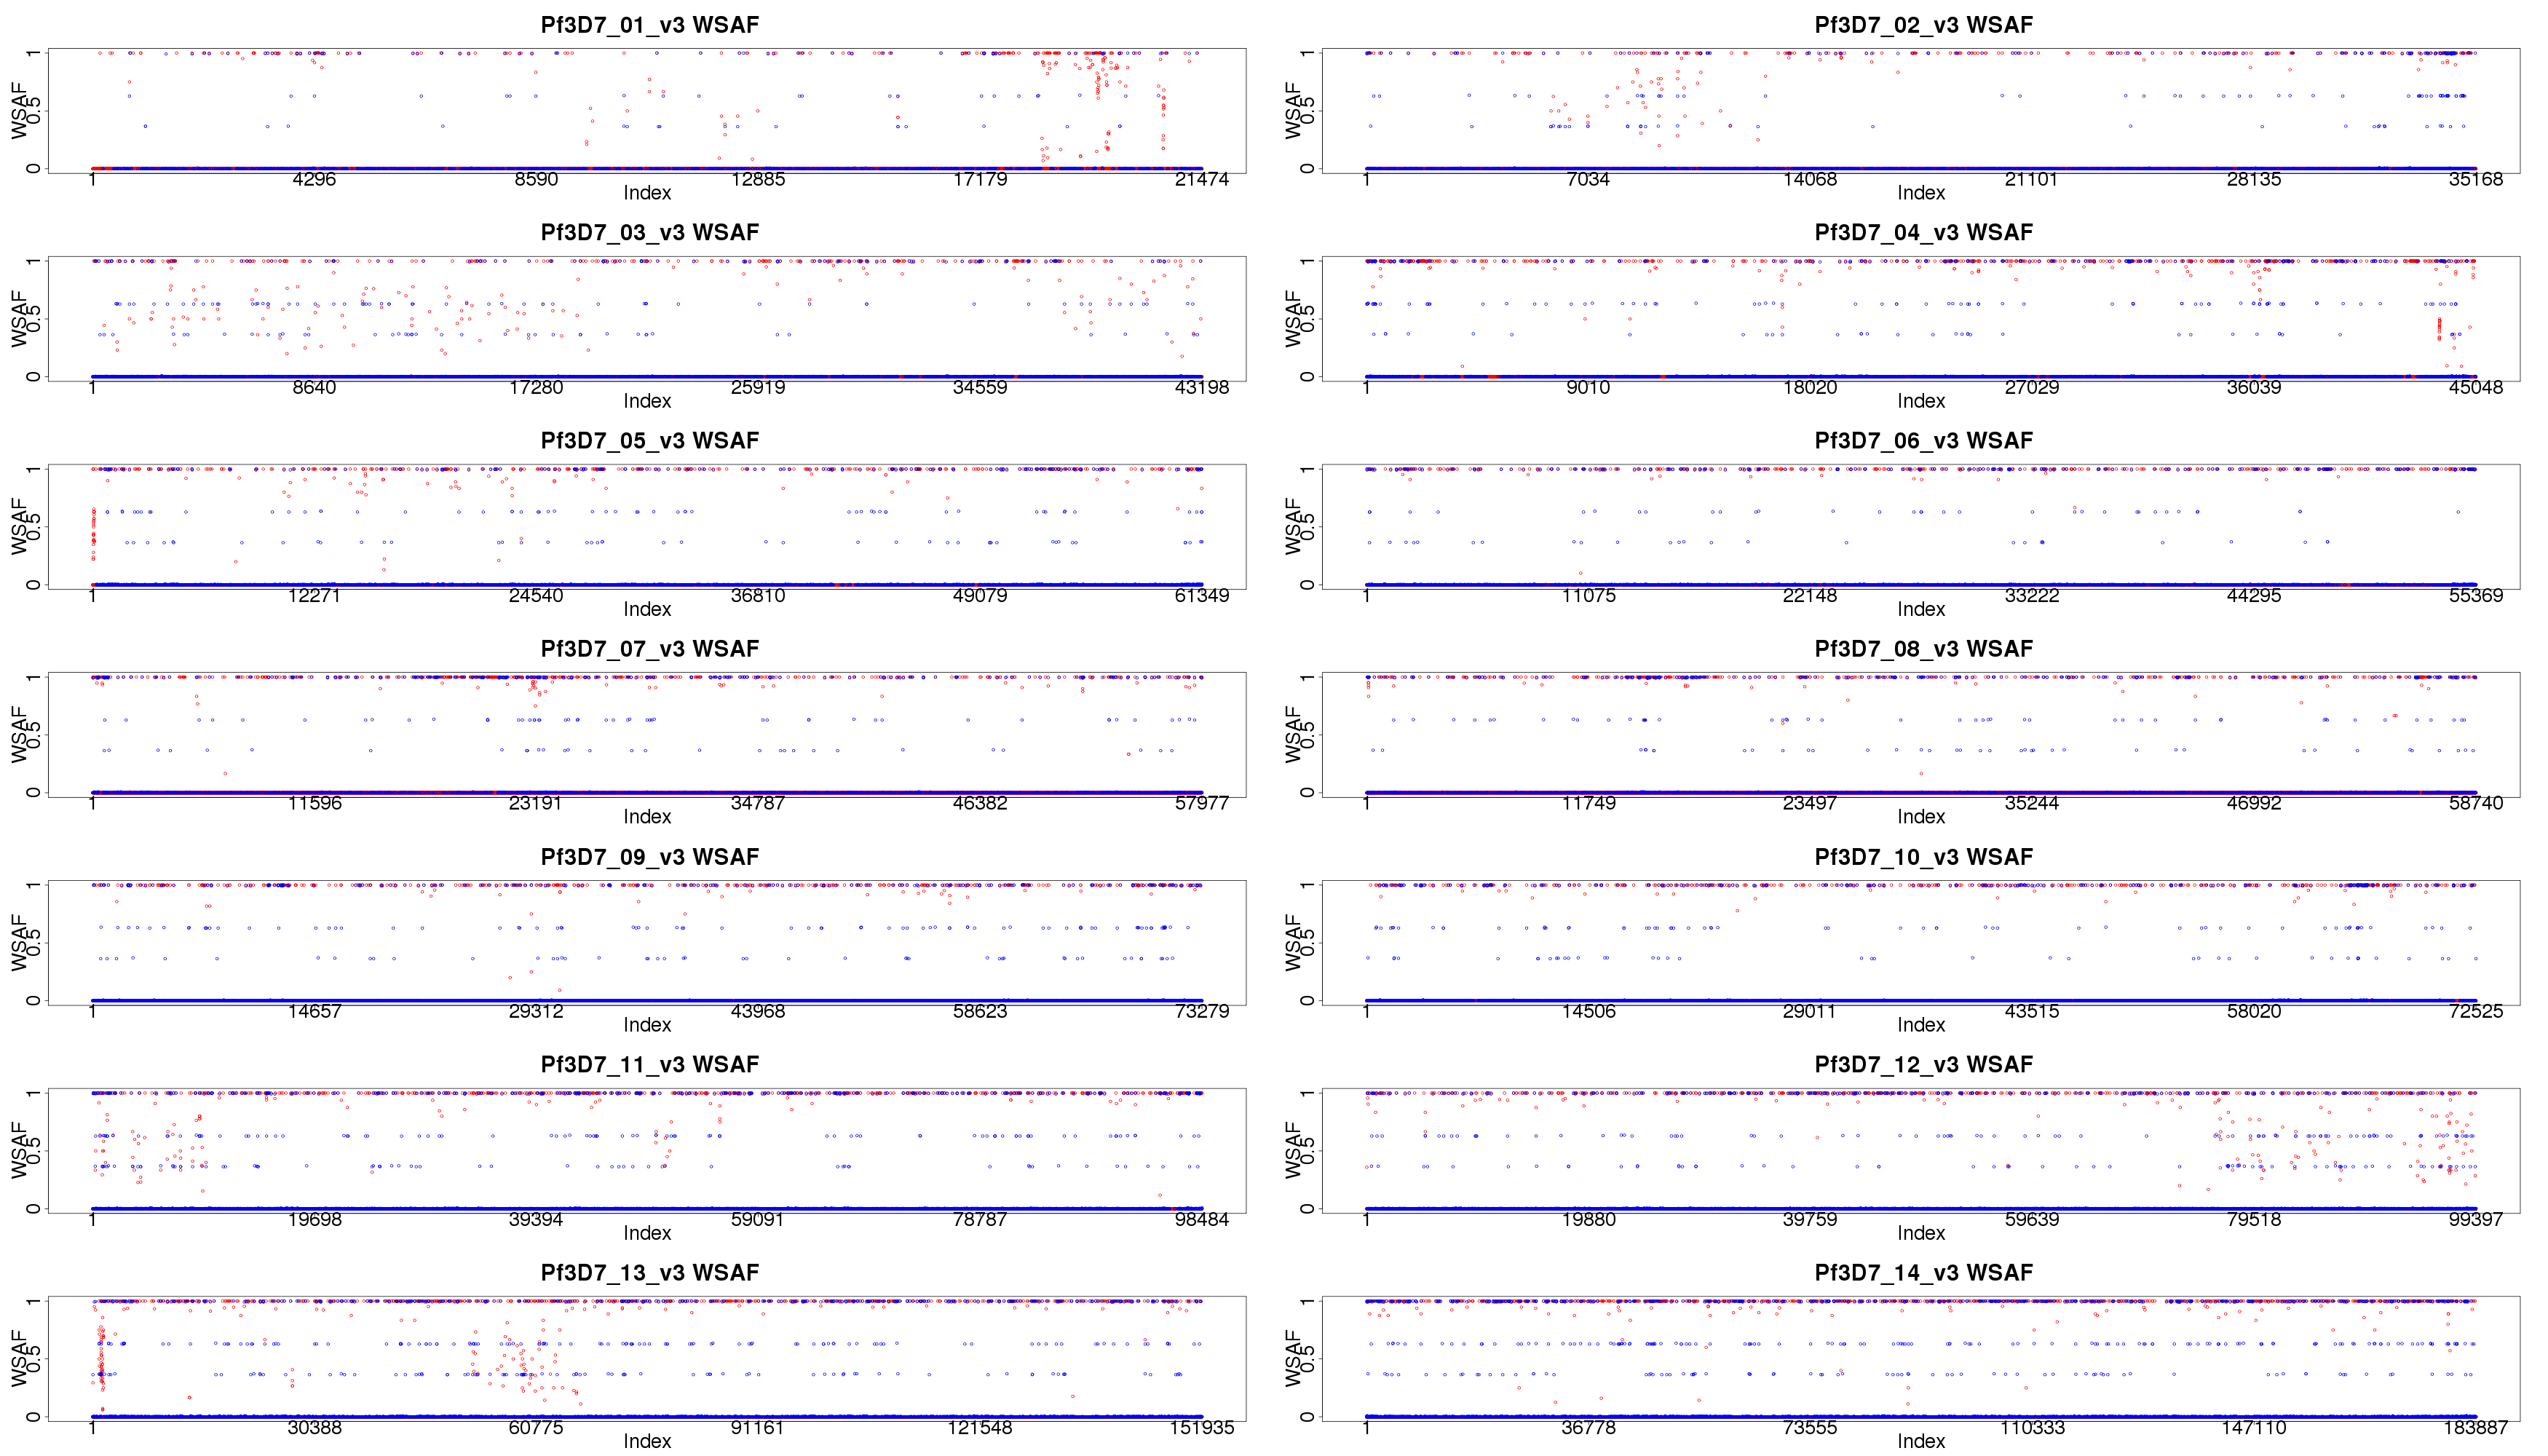 Pf3D7_01_v3 WSAF
WSAF
0 0.5 1
1 4296 8590 12885 17179 21474
Index
Pf3D7_02_v3 WSAF
WSAF
0 0.5 1
1 7034 14068 21101 28135 35168
Index
Pf3D7_03_v3 WSAF
WSAF
0 0.5 1
1 8640 17280 25919 34559 43198
Index
Pf3D7_04_v3 WSAF
WSAF
0 0.5 1
1 9010 18020 27029 36039 45048
Index
Pf3D7_05_v3 WSAF
WSAF
0 0.5 1
1 12271 24540 36810 49079 61349
Index
Pf3D7_06_v3 WSAF
WSAF
0 0.5 1
1 11075 22148 33222 44295 55369
Index
Pf3D7_07_v3 WSAF
WSAF
0 0.5 1
1 11596 23191 34787 46382 57977
Index
Pf3D7_08_v3 WSAF
WSAF
0 0.5 1
1 11749 23497 35244 46992 58740
Index
Pf3D7_09_v3 WSAF
WSAF
0 0.5 1
1 14657 29312 43968 58623 73279
Index
Pf3D7_10_v3 WSAF
WSAF
0 0.5 1
1 14506 29011 43515 58020 72525
Index
Pf3D7_11_v3 WSAF
WSAF
0 0.5 1
1 19698 39394 59091 78787 98484
Index
Pf3D7_12_v3 WSAF
WSAF
0 0.5 1
1 19880 39759 59639 79518 99397
Index
Pf3D7_13_v3 WSAF
WSAF
0 0.5 1
1 30388 60775 91161 121548 151935
Index
Pf3D7_14_v3 WSAF
WSAF
0 0.5 1
1 36778 73555 110333 147110 183887
Index